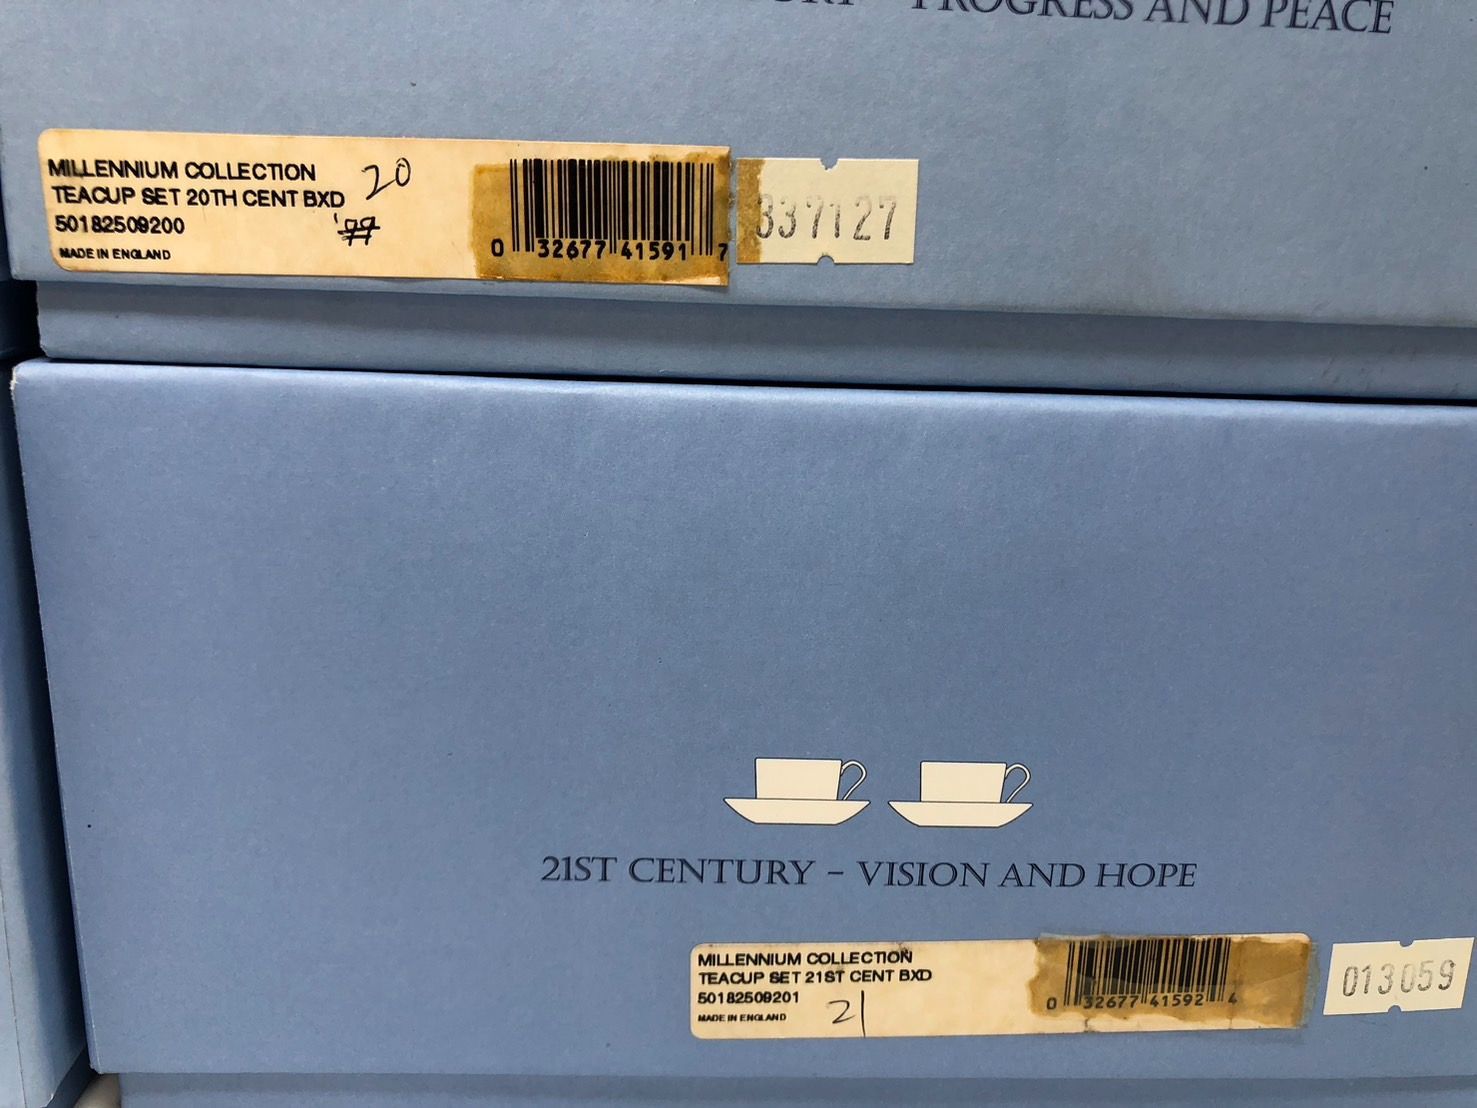 PROGRESS AND PEACE
MILLENNIUM COLLECTION
TEACUP SET 20TH CENT BXD
50182509200
MADE IN ENGLAND
20
'99
0 32677 41591 7
337127
21ST CENTURY – VISION AND HOPE
MILLENNIUM COLLECTION
TEACUP SET 21ST CENT BXD
50182509201
MADE IN ENGLAND
21
0 32677 41592 4
013059